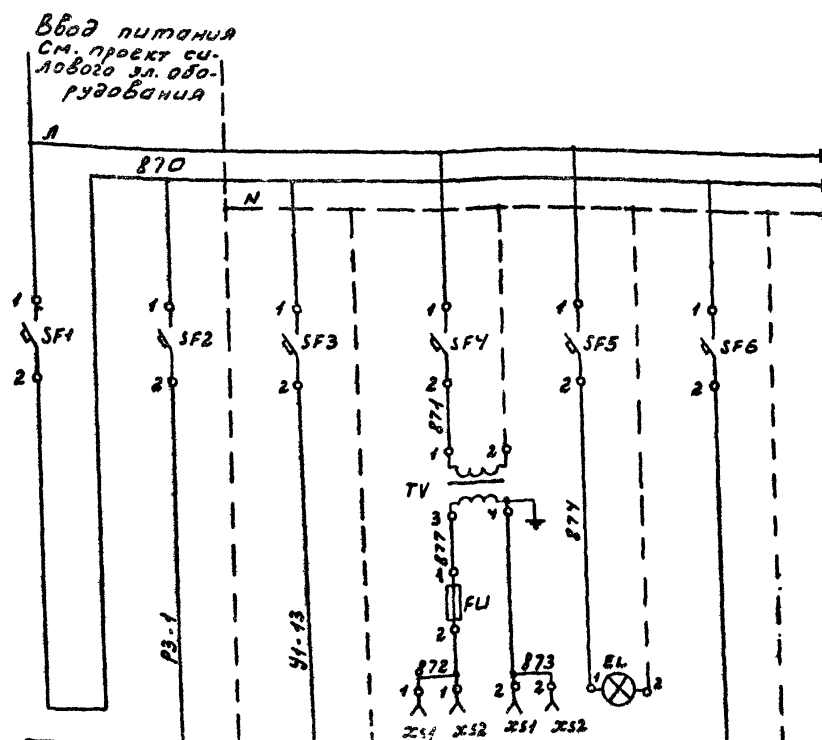 Ввод питания
См. проект си-
лового эл. обо-
рудования
Л
870
N
1
1
1
1
1
1
SF1
SF2
SF3
SF4
SF5
SF6
2
2
2
2
2
2
871
1
2
TV
3
4
877
874
1
FU
2
Р3-1
У1-13
872
873
EL
1
1
2
2
1
2
XS1
XS2
XS1
XS2